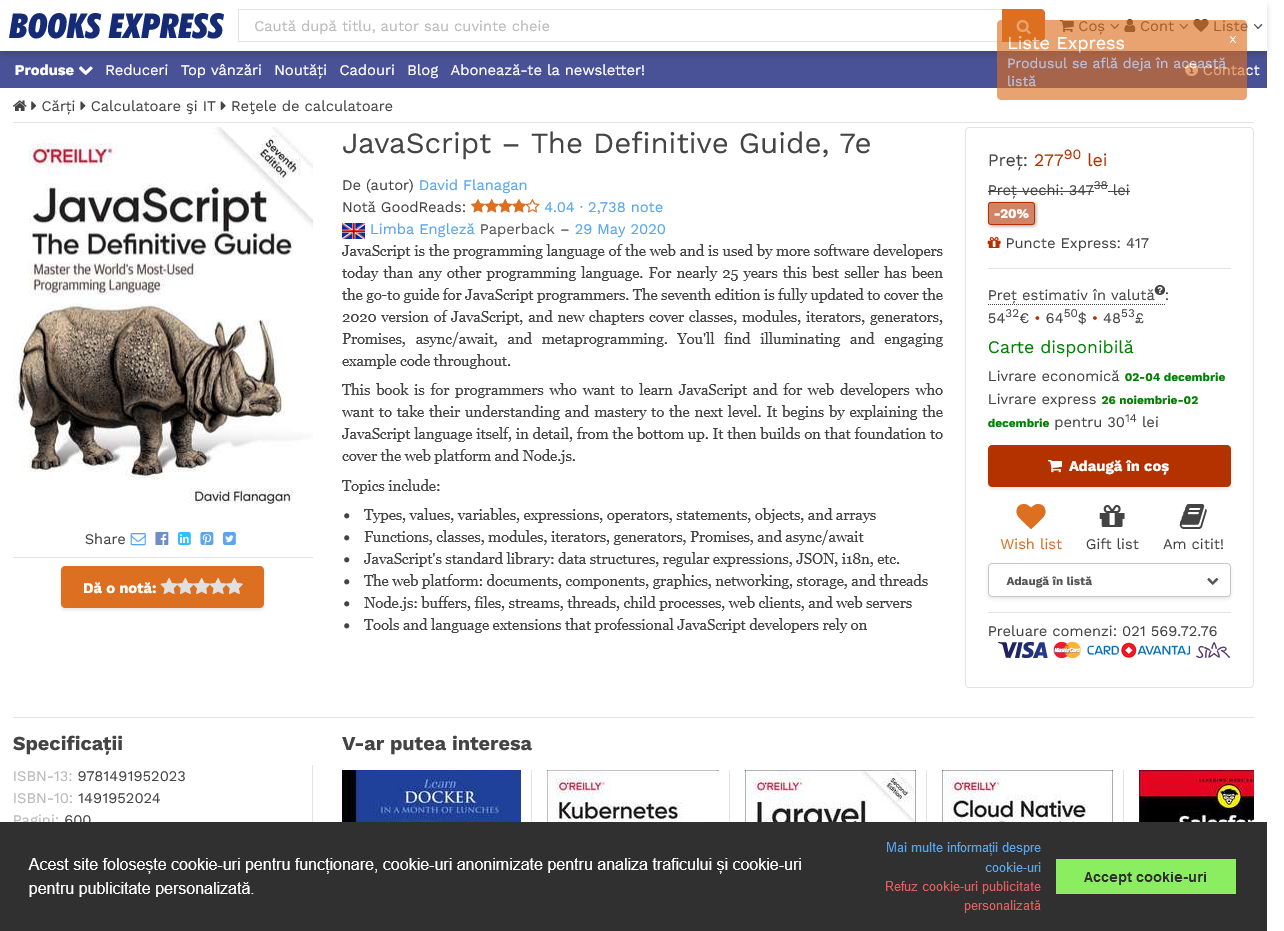 BOOKS EXPRESS
Caută după titlu, autor sau cuvinte cheie
Coș Cont Liste
Liste Express x
Produsul se află deja în această
listă
Produse Reduceri Top vânzări Noutăți Cadouri Blog Abonează-te la newsletter! Contact
Cărți Calculatoare şi IT Reţele de calculatoare
O'REILLY®
Seventh
Edition
JavaScript
The Definitive Guide
Master the World's Most-Used
Programming Language
David Flanagan
Share
Dă o notă:
JavaScript – The Definitive Guide, 7e
De (autor) David Flanagan
Notă GoodReads: 4.04 · 2,738 note
Limba Engleză Paperback – 29 May 2020
JavaScript is the programming language of the web and is used by more software developers
today than any other programming language. For nearly 25 years this best seller has been
the go-to guide for JavaScript programmers. The seventh edition is fully updated to cover the
2020 version of JavaScript, and new chapters cover classes, modules, iterators, generators,
Promises, async/await, and metaprogramming. You'll find illuminating and engaging
example code throughout.
This book is for programmers who want to learn JavaScript and for web developers who
want to take their understanding and mastery to the next level. It begins by explaining the
JavaScript language itself, in detail, from the bottom up. It then builds on that foundation to
cover the web platform and Node.js.
Topics include:
• Types, values, variables, expressions, operators, statements, objects, and arrays
• Functions, classes, modules, iterators, generators, Promises, and async/await
• JavaScript's standard library: data structures, regular expressions, JSON, i18n, etc.
• The web platform: documents, components, graphics, networking, storage, and threads
• Node.js: buffers, files, streams, threads, child processes, web clients, and web servers
• Tools and language extensions that professional JavaScript developers rely on
Preț: 27790 lei
Preț vechi: 34738 lei
-20%
Puncte Express: 417
Preț estimativ în valută:
5432€ • 6450$ • 4853£
Carte disponibilă
Livrare economică 02-04 decembrie
Livrare express 26 noiembrie-02
decembrie pentru 3014 lei
Adaugă în coș
Wish list Gift list Am citit!
Adaugă în listă
Preluare comenzi: 021 569.72.76
VISA MasterCard CARD AVANTAJ STAR
Specificații
ISBN-13: 9781491952023
ISBN-10: 1491952024
Pagini: 600
V-ar putea interesa
Learn
DOCKER
IN A MONTH OF LUNCHES
O'REILLY®
Kubernetes
O'REILLY®
Second
Edition
Laravel
O'REILLY®
Cloud Native
Acest site folosește cookie-uri pentru funcționare, cookie-uri anonimizate pentru analiza traficului și cookie-uri
pentru publicitate personalizată.
Mai multe informații despre
cookie-uri
Refuz cookie-uri publicitate
personalizată
Accept cookie-uri